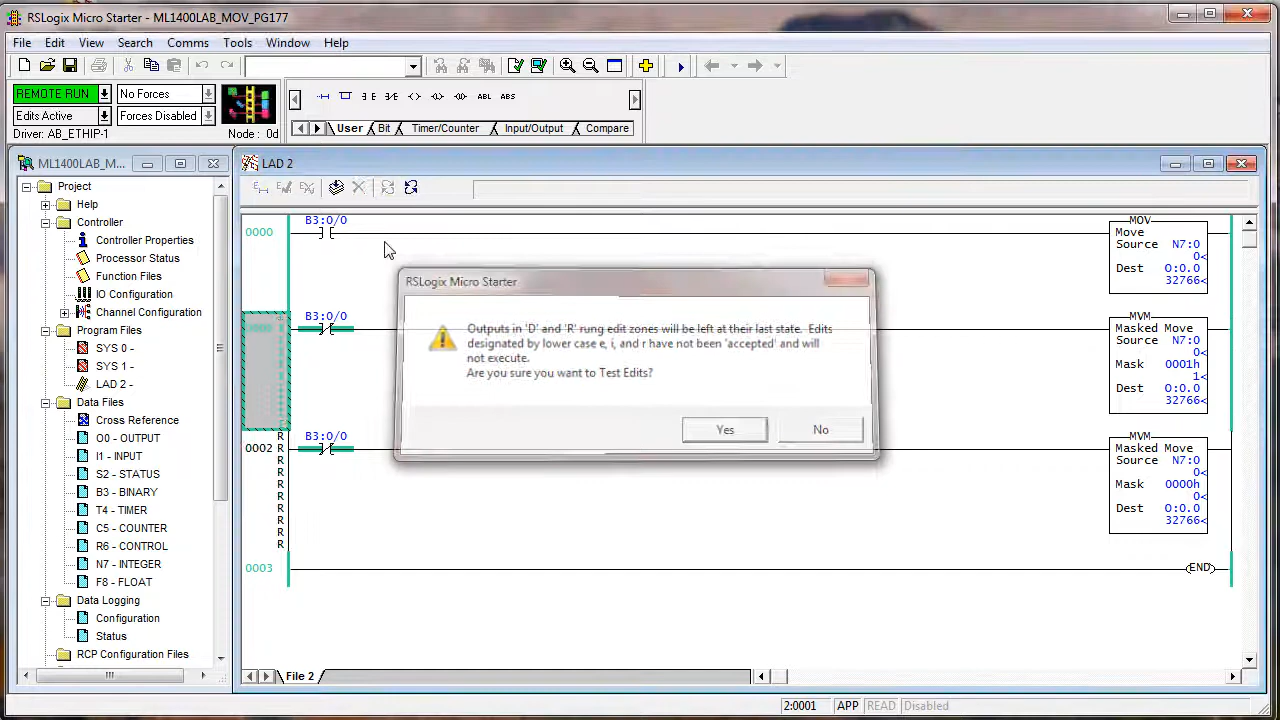 RSLogix Micro Starter - ML1400LAB_MOV_PG177
File Edit View Search Comms Tools Window Help
REMOTE RUN No Forces
Edits Active Forces Disabled
Driver: AB_ETHIP-1 Node : 0d
ABL ABS
User Bit Timer/Counter Input/Output Compare
ML1400LAB_M...
Project
Help
Controller
Controller Properties
Processor Status
Function Files
IO Configuration
Channel Configuration
Program Files
SYS 0 -
SYS 1 -
LAD 2 -
Data Files
Cross Reference
O0 - OUTPUT
I1 - INPUT
S2 - STATUS
B3 - BINARY
T4 - TIMER
C5 - COUNTER
R6 - CONTROL
N7 - INTEGER
F8 - FLOAT
Data Logging
Configuration
Status
RCP Configuration Files
LAD 2
0000
B3:0/0
MOV
Move
Source N7:0
0<
Dest O:0.0
32766<
B3:0/0
MVM
Masked Move
Source N7:0
0<
Mask 0001h
1<
Dest O:0.0
32766<
RSLogix Micro Starter
Outputs in 'D' and 'R' rung edit zones will be left at their last state. Edits
designated by lower case e, i, and r have not been 'accepted' and will
not execute.
Are you sure you want to Test Edits?
Yes No
R
0002
R
R
R
R
R
R
R
R
B3:0/0
MVM
Masked Move
Source N7:0
0<
Mask 0000h
0<
Dest O:0.0
32766<
0003
END
File 2
2:0001 APP READ Disabled